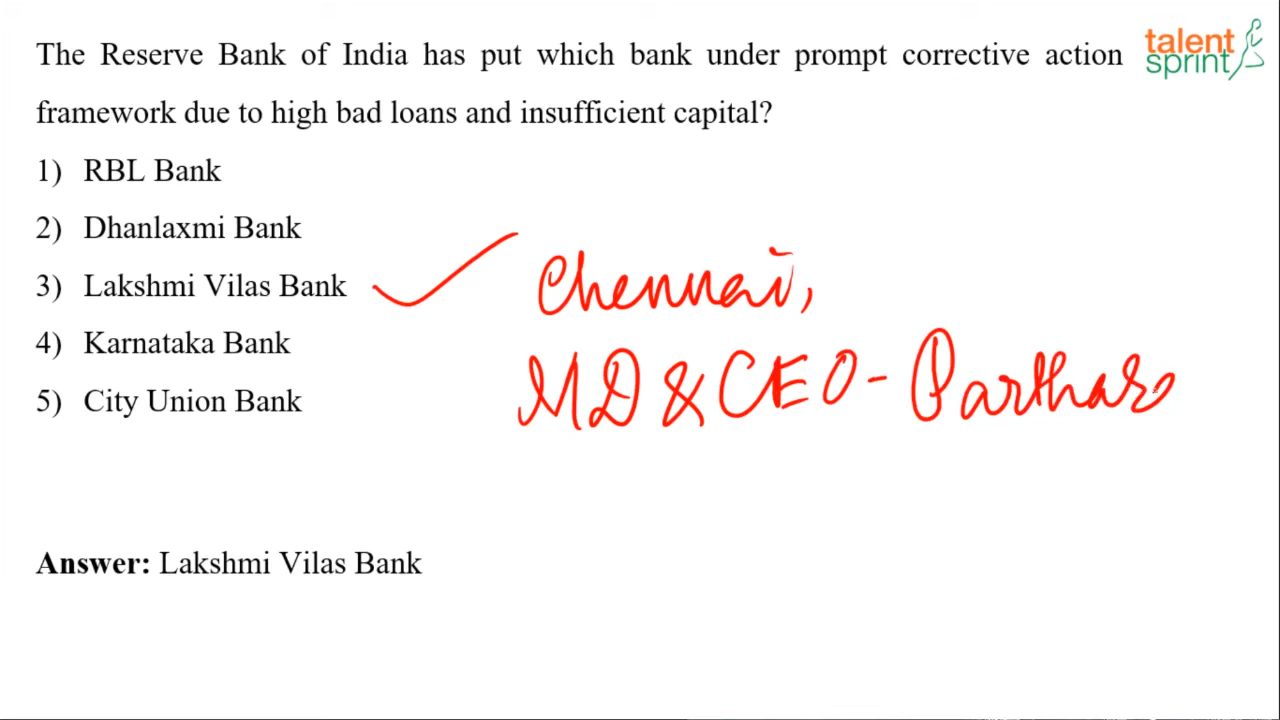 The Reserve Bank of India has put which bank under prompt corrective action
framework due to high bad loans and insufficient capital?
talent
sprint
1) RBL Bank
2) Dhanlaxmi Bank
3) Lakshmi Vilas Bank
4) Karnataka Bank
5) City Union Bank
Chennai,
MD & CEO - Parthas
Answer: Lakshmi Vilas Bank